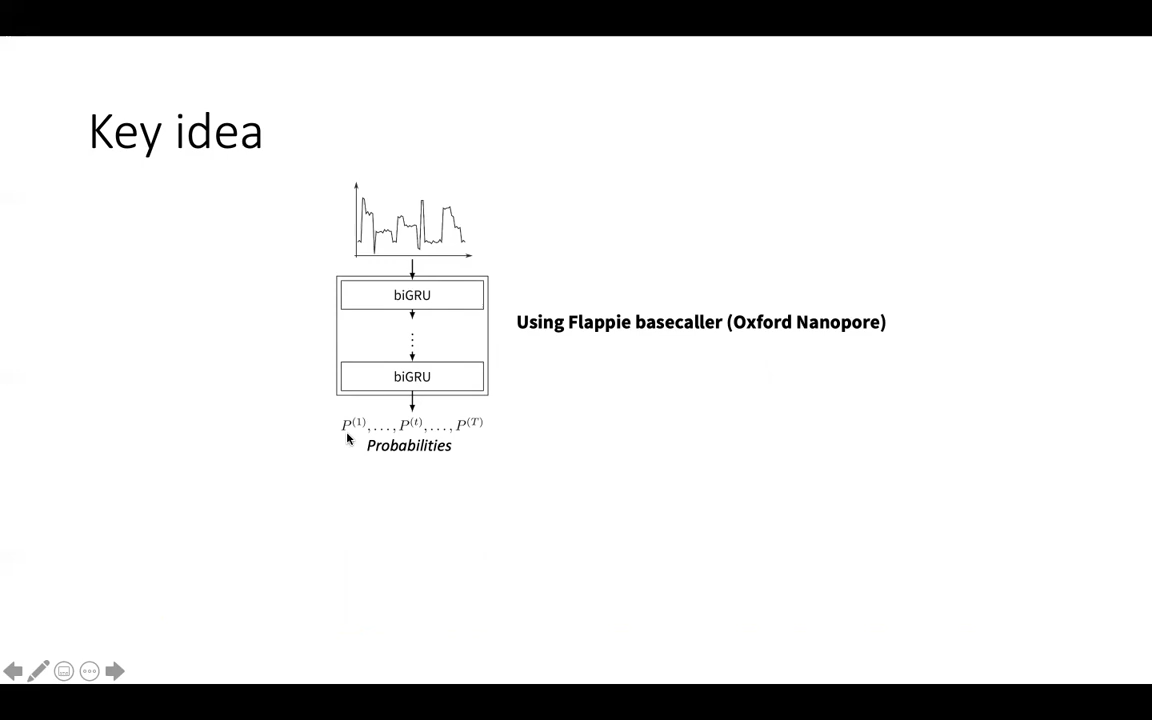 Key idea
biGRU
Using Flappie basecaller (Oxford Nanopore)
⋮
biGRU
P^(1), ..., P^(t), ..., P^(T)
Probabilities